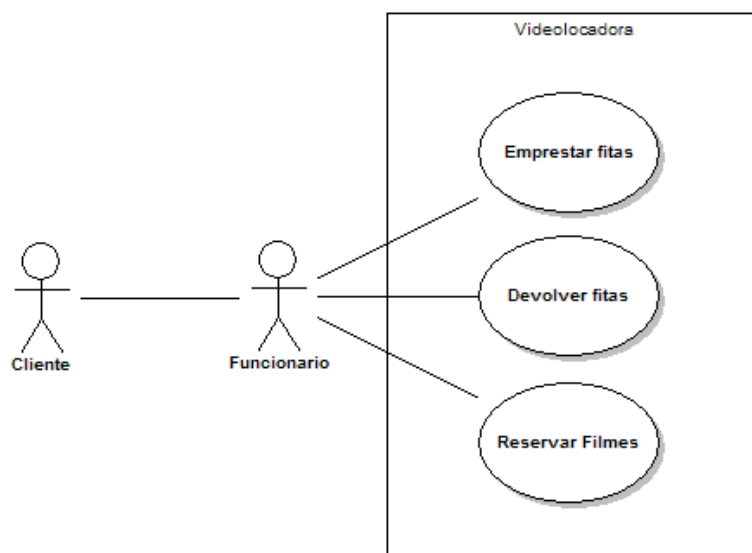 Videolocadora
Emprestar fitas
Devolver fitas
Cliente
Funcionario
Reservar Filmes